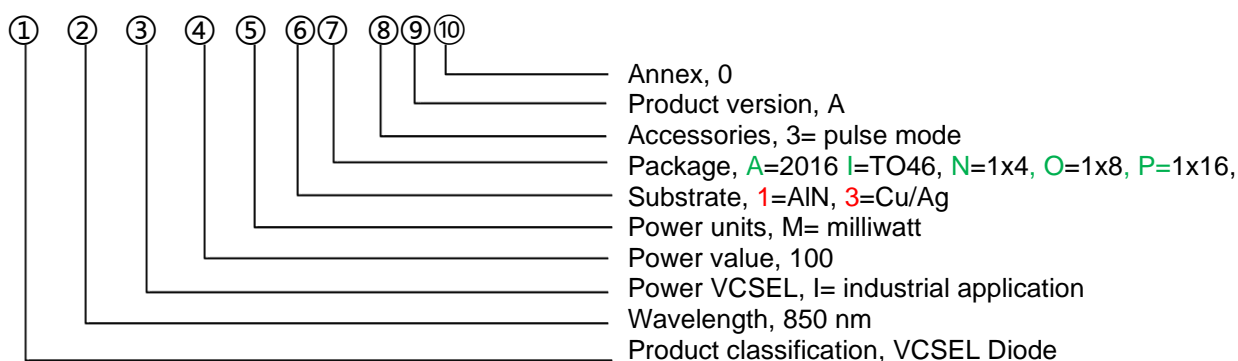 ① ② ③ ④ ⑤ ⑥⑦ ⑧⑨⑩
Annex, 0
Product version, A
Accessories, 3= pulse mode
Package, A=2016 I=TO46, N=1x4, O=1x8, P=1x16,
Substrate, 1=AlN, 3=Cu/Ag
Power units, M= milliwatt
Power value, 100
Power VCSEL, I= industrial application
Wavelength, 850 nm
Product classification, VCSEL Diode